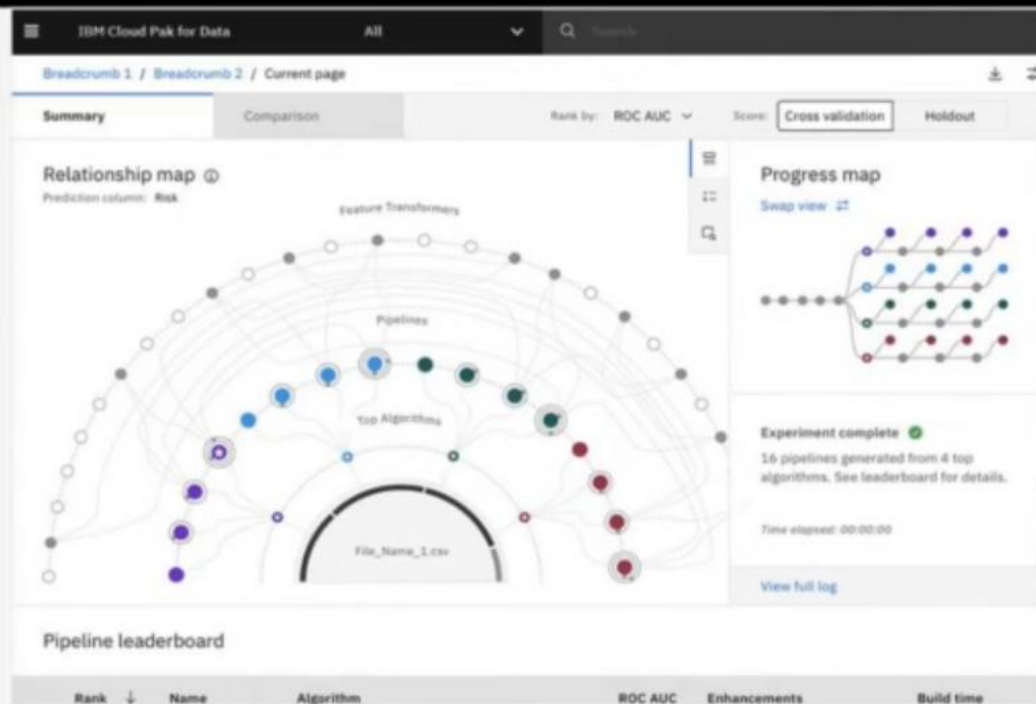 IBM Cloud Pak for Data
All
Search
Breadcrumb 1 / Breadcrumb 2 / Current page
Summary
Comparison
Rank by: ROC AUC
Score: Cross validation Holdout
Relationship map
Prediction column: Risk
Feature Transformers
Pipelines
Top Algorithms
File_Name_1.csv
Progress map
Swap view
Experiment complete
16 pipelines generated from 4 top
algorithms. See leaderboard for details.
Time elapsed: 00:00:00
View full log
Pipeline leaderboard
Rank Name Algorithm ROC AUC Enhancements Build time